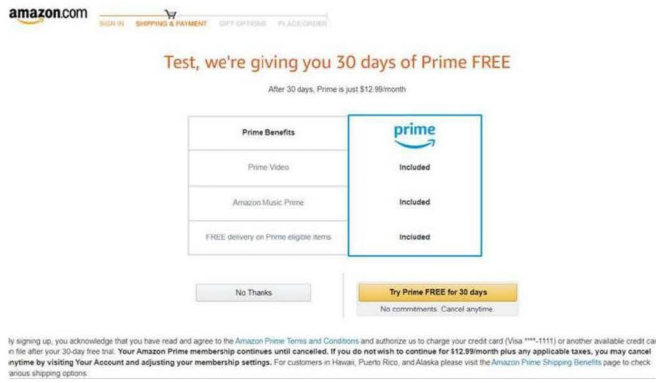 amazon.com
SIGN IN SHIPPING & PAYMENT GIFT OPTIONS PLACE ORDER
Test, we're giving you 30 days of Prime FREE
After 30 days, Prime is just $12.99/month
Prime Benefits prime
Prime Video Included
Amazon Music Prime Included
FREE delivery on Prime eligible items Included
No Thanks Try Prime FREE for 30 days
No commitments. Cancel anytime.
ly signing up, you acknowledge that you have read and agree to the Amazon Prime Terms and Conditions and authorize us to charge your credit card (Visa ****-1111) or another available credit car
n file after your 30-day free trial. Your Amazon Prime membership continues until cancelled. If you do not wish to continue for $12.99/month plus any applicable taxes, you may cancel
nytime by visiting Your Account and adjusting your membership settings. For customers in Hawaii, Puerto Rico, and Alaska please visit the Amazon Prime Shipping Benefits page to check
arious shipping options